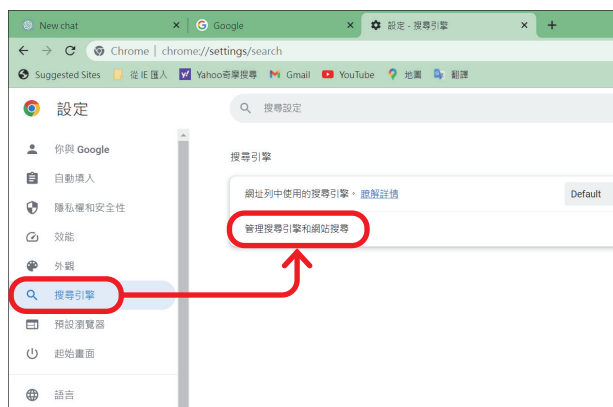 New chat
Google
設定 - 搜尋引擎
Chrome | chrome://settings/search
Suggested Sites 從 IE 匯入 Yahoo奇摩搜尋 Gmail YouTube 地圖 翻譯
設定
搜尋設定
你與 Google
自動填入
隱私權和安全性
效能
外觀
搜尋引擎
預設瀏覽器
起始畫面
語言
搜尋引擎
網址列中使用的搜尋引擎。瞭解詳情
Default
管理搜尋引擎和網站搜尋